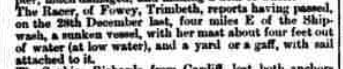 The Racer, of Fowey, Trimbeth, reports having passed,
on the 28th December last, four miles E of the Ship-
wash, a sunken vessel, with her mast about four feet out
of water (at low water), and a yard or a gaff, with sail
attached to it.